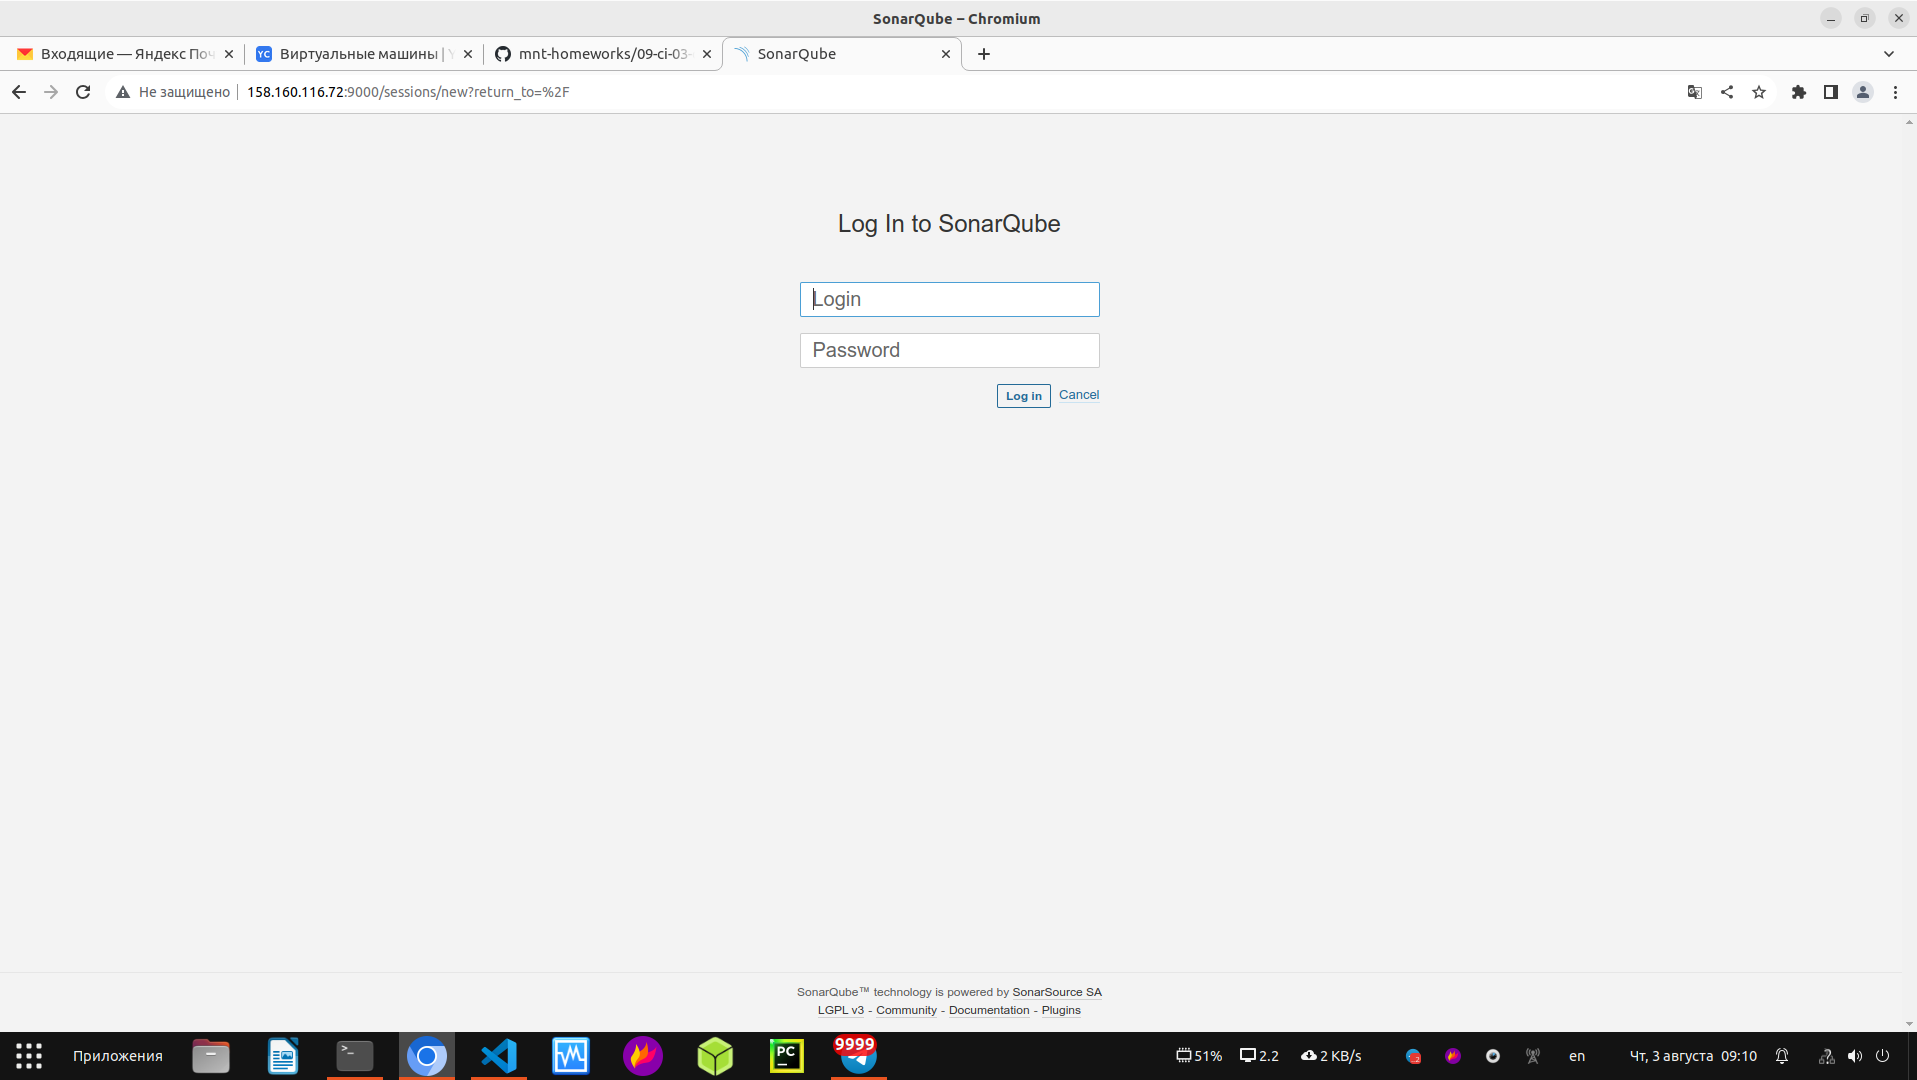 SonarQube – Chromium
Входящие — Яндекс Поч
Виртуальные машины |
mnt-homeworks/09-ci-03-
SonarQube
Не защищено
158.160.116.72:9000/sessions/new?return_to=%2F
Log In to SonarQube
Login
Password
Log in
Cancel
SonarQube™ technology is powered by SonarSource SA
LGPL v3 - Community - Documentation - Plugins
Приложения
9999
51%
2.2
2 KB/s
en
Чт, 3 августа 09:10
YC
PC